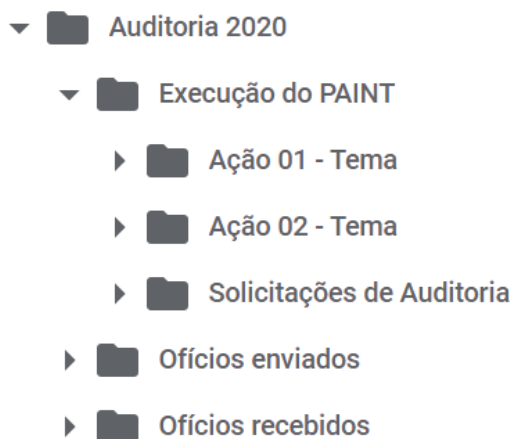 Auditoria 2020
Execução do PAINT
Ação 01 - Tema
Ação 02 - Tema
Solicitações de Auditoria
Ofícios enviados
Ofícios recebidos